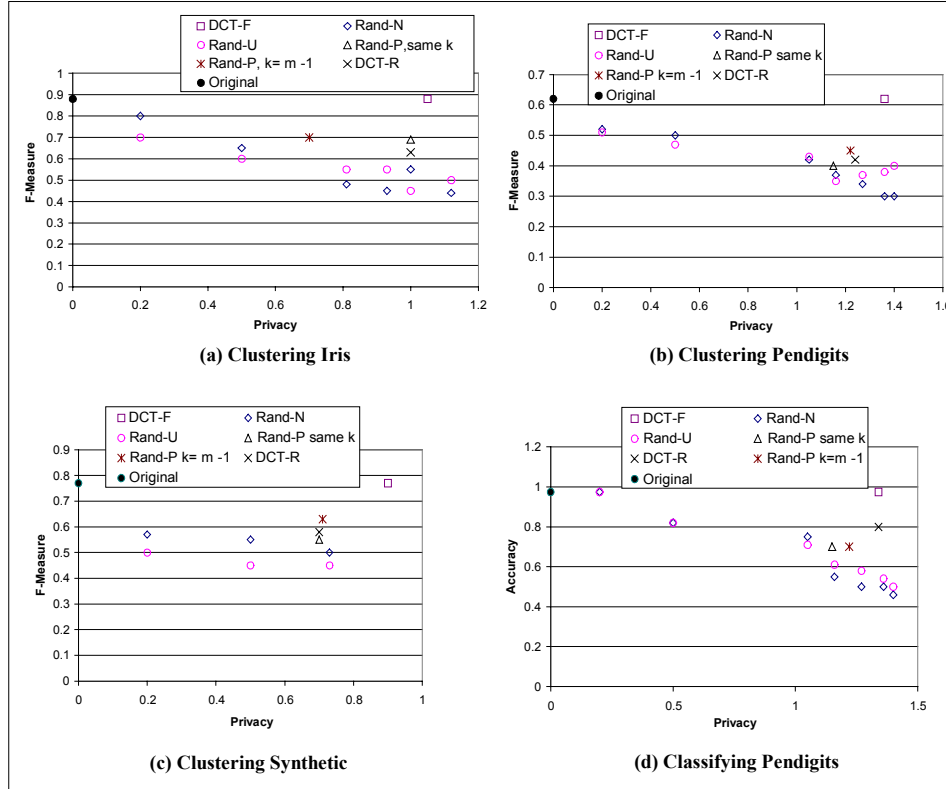 DCT-F
Rand-N
Rand-U
Rand-P,same k
Rand-P, k= m -1
DCT-R
Original
1
0.9
0.8
0.7
0.6
0.5
0.4
0.3
0.2
0.1
0
F-Measure
0 0.2 0.4 0.6 0.8 1 1.2
Privacy
(a) Clustering Iris
DCT-F
Rand-N
Rand-U
Rand-P same k
Rand-P k=m -1
DCT-R
Original
0.7
0.6
0.5
0.4
0.3
0.2
0.1
0
F-Measure
0 0.2 0.4 0.6 0.8 1 1.2 1.4 1.6
Privacy
(b) Clustering Pendigits
DCT-F
Rand-N
Rand-U
Rand-P same k
Rand-P k= m -1
DCT-R
Original
0.9
0.8
0.7
0.6
0.5
0.4
0.3
0.2
0.1
0
F-Measure
0 0.2 0.4 0.6 0.8 1
Privacy
(c) Clustering Synthetic
DCT-F
Rand-N
Rand-U
Rand-P same k
DCT-R
Rand-P k=m -1
Original
1.2
1
0.8
0.6
0.4
0.2
0
Accuracy
0 0.5 1 1.5
Privacy
(d) Classifying Pendigits